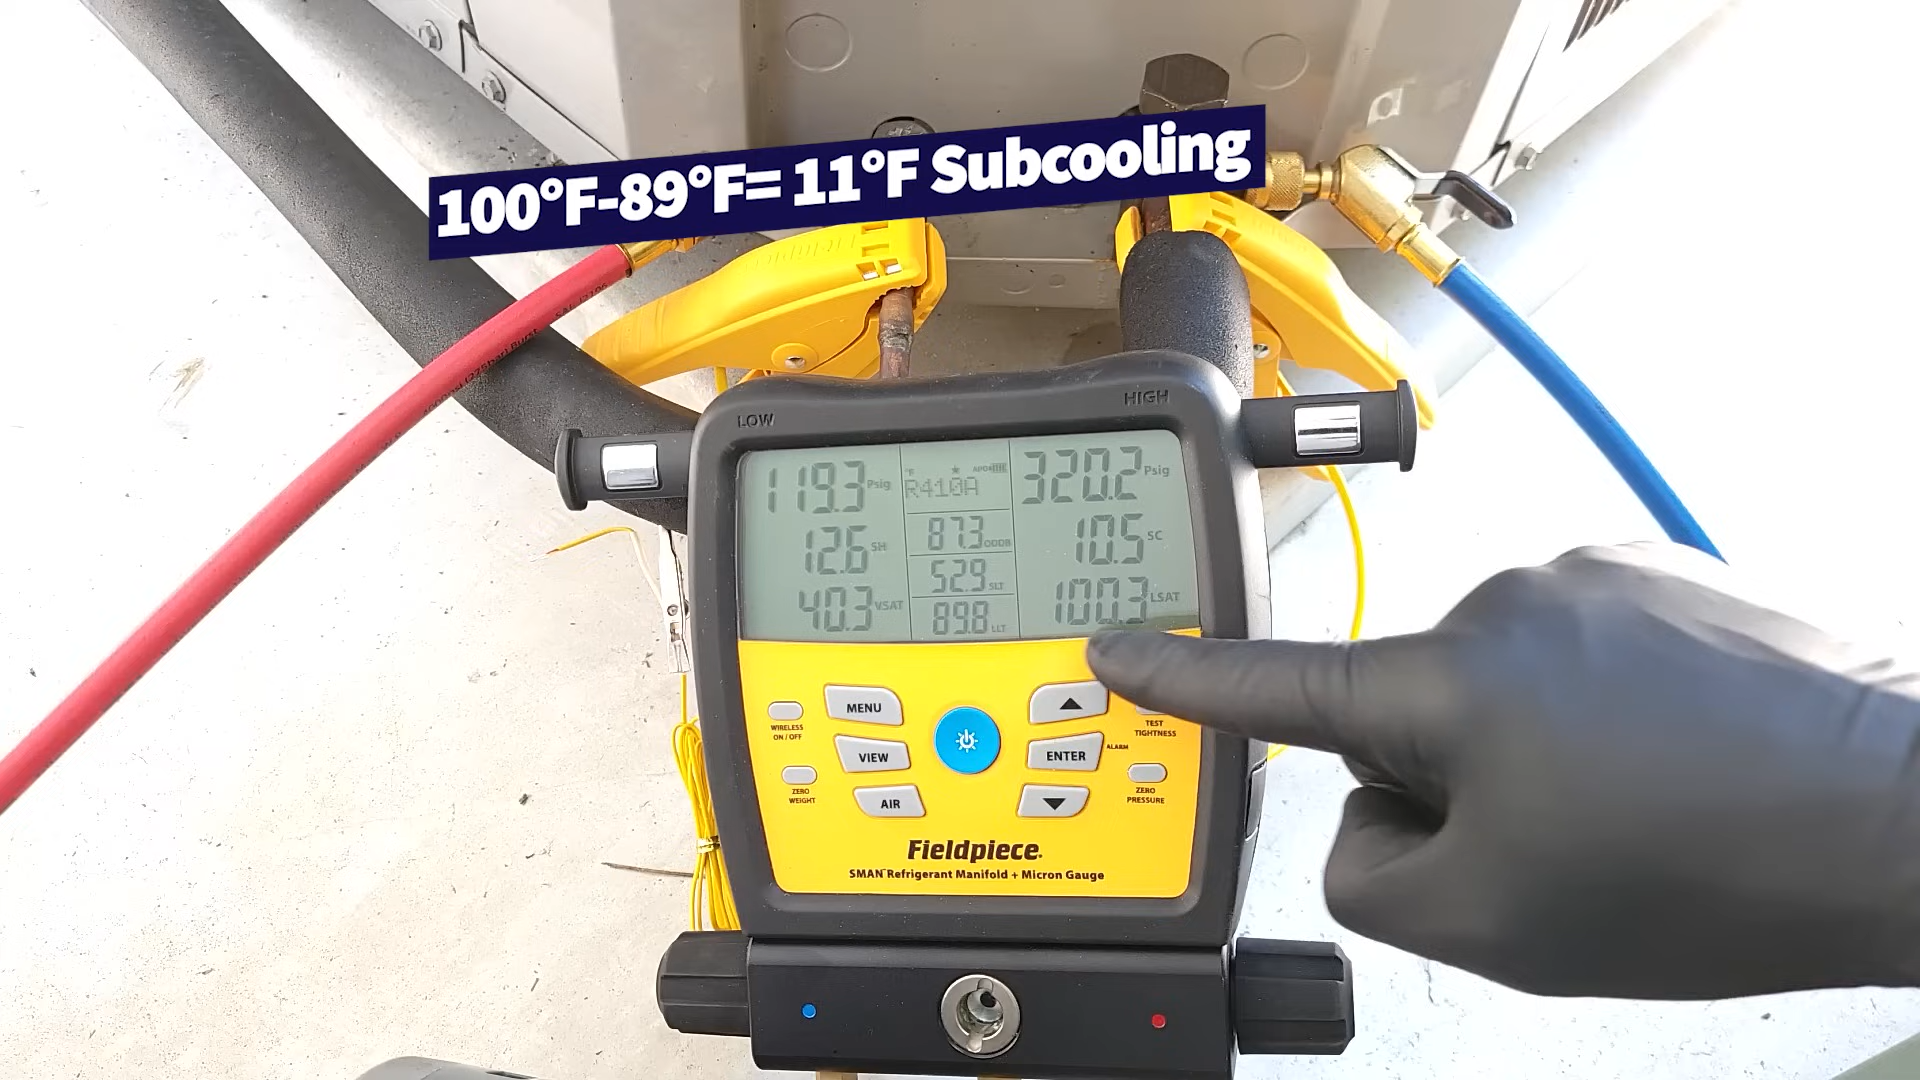 100°F-89°F= 11°F Subcooling
LOW
HIGH
119.3 Psig
°F
R410A
320.2 Psig
12.6 SH
87.3 ODDB
10.5 SC
52.9 SLT
40.3 VSAT
89.8 LLT
100.3 LSAT
MENU
WIRELESS
ON / OFF
TEST
TIGHTNESS
VIEW
ENTER
ALARM
ZERO
WEIGHT
AIR
ZERO
PRESSURE
Fieldpiece
SMAN™ Refrigerant Manifold + Micron Gauge